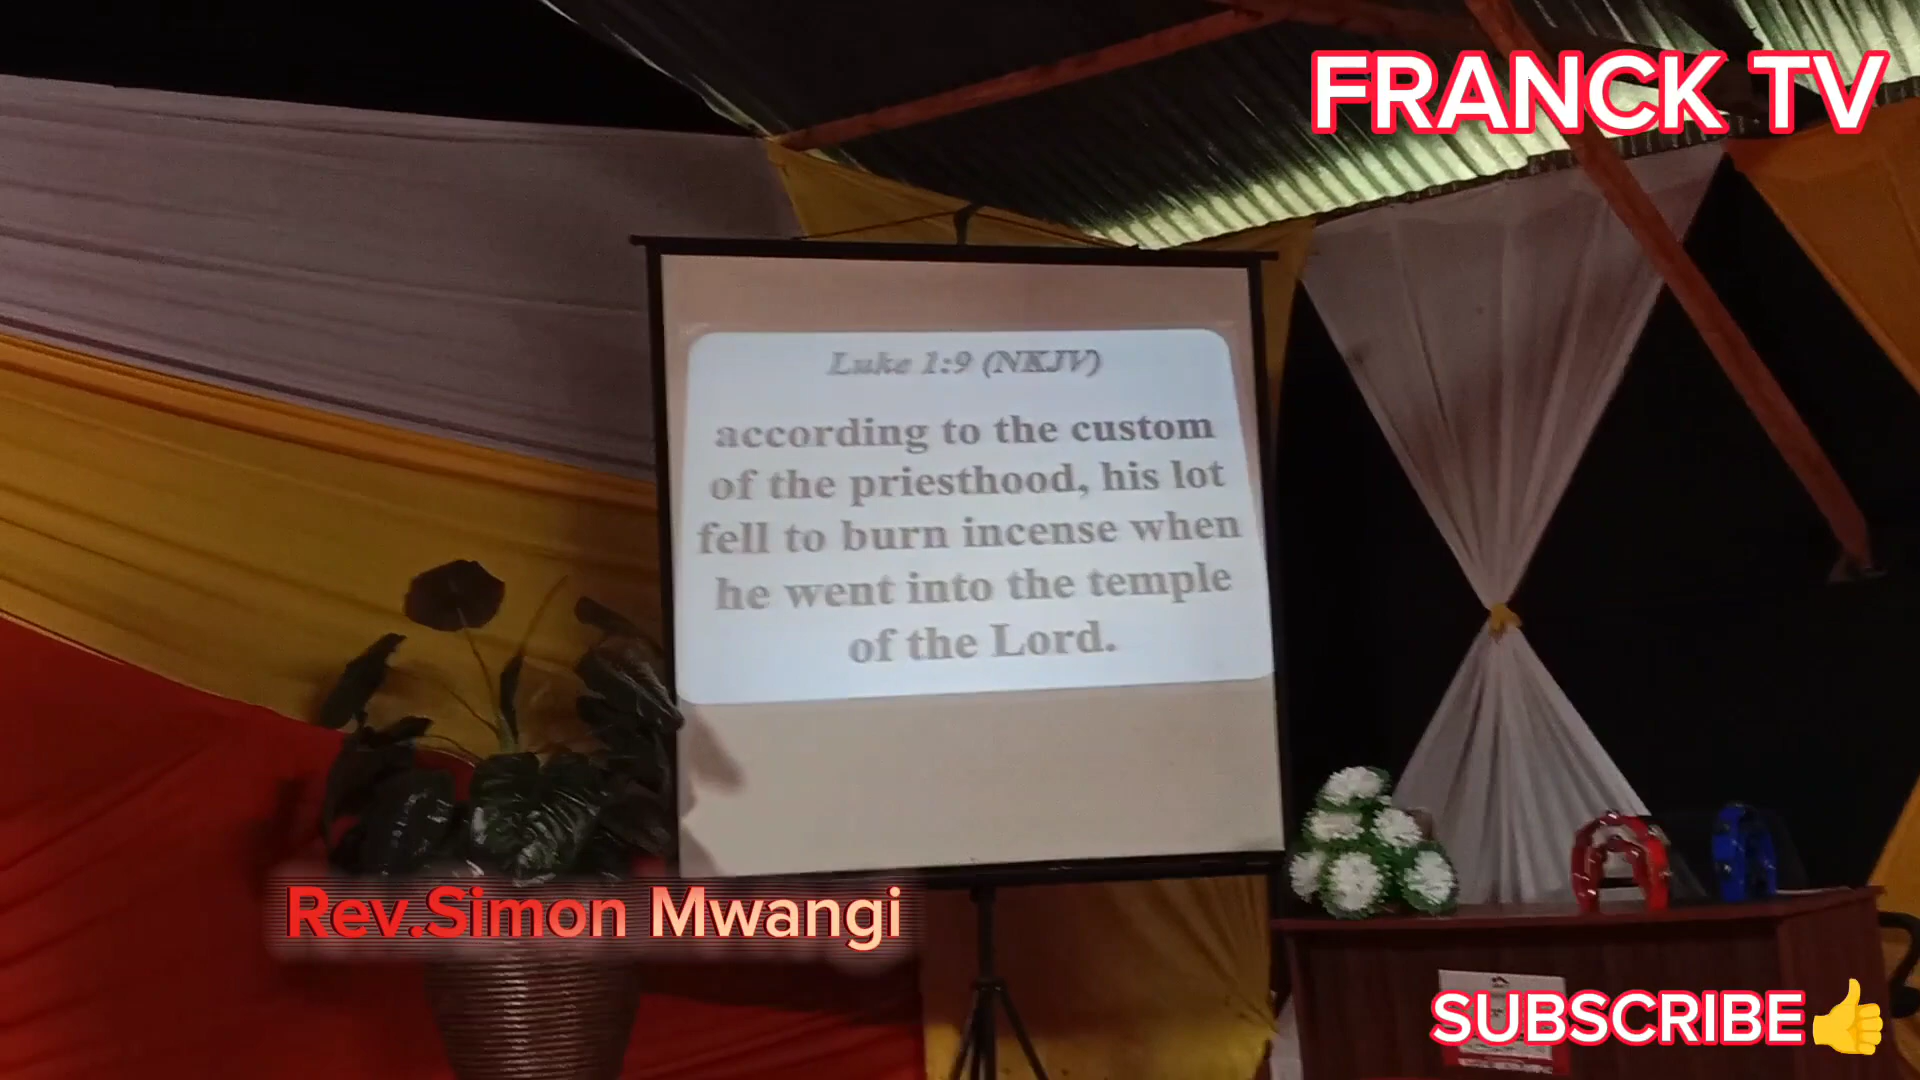 FRANCK TV
Luke 1:9 (NKJV)
according to the custom
of the priesthood, his lot
fell to burn incense when
he went into the temple
of the Lord.
Rev.Simon Mwangi
SUBSCRIBE👍